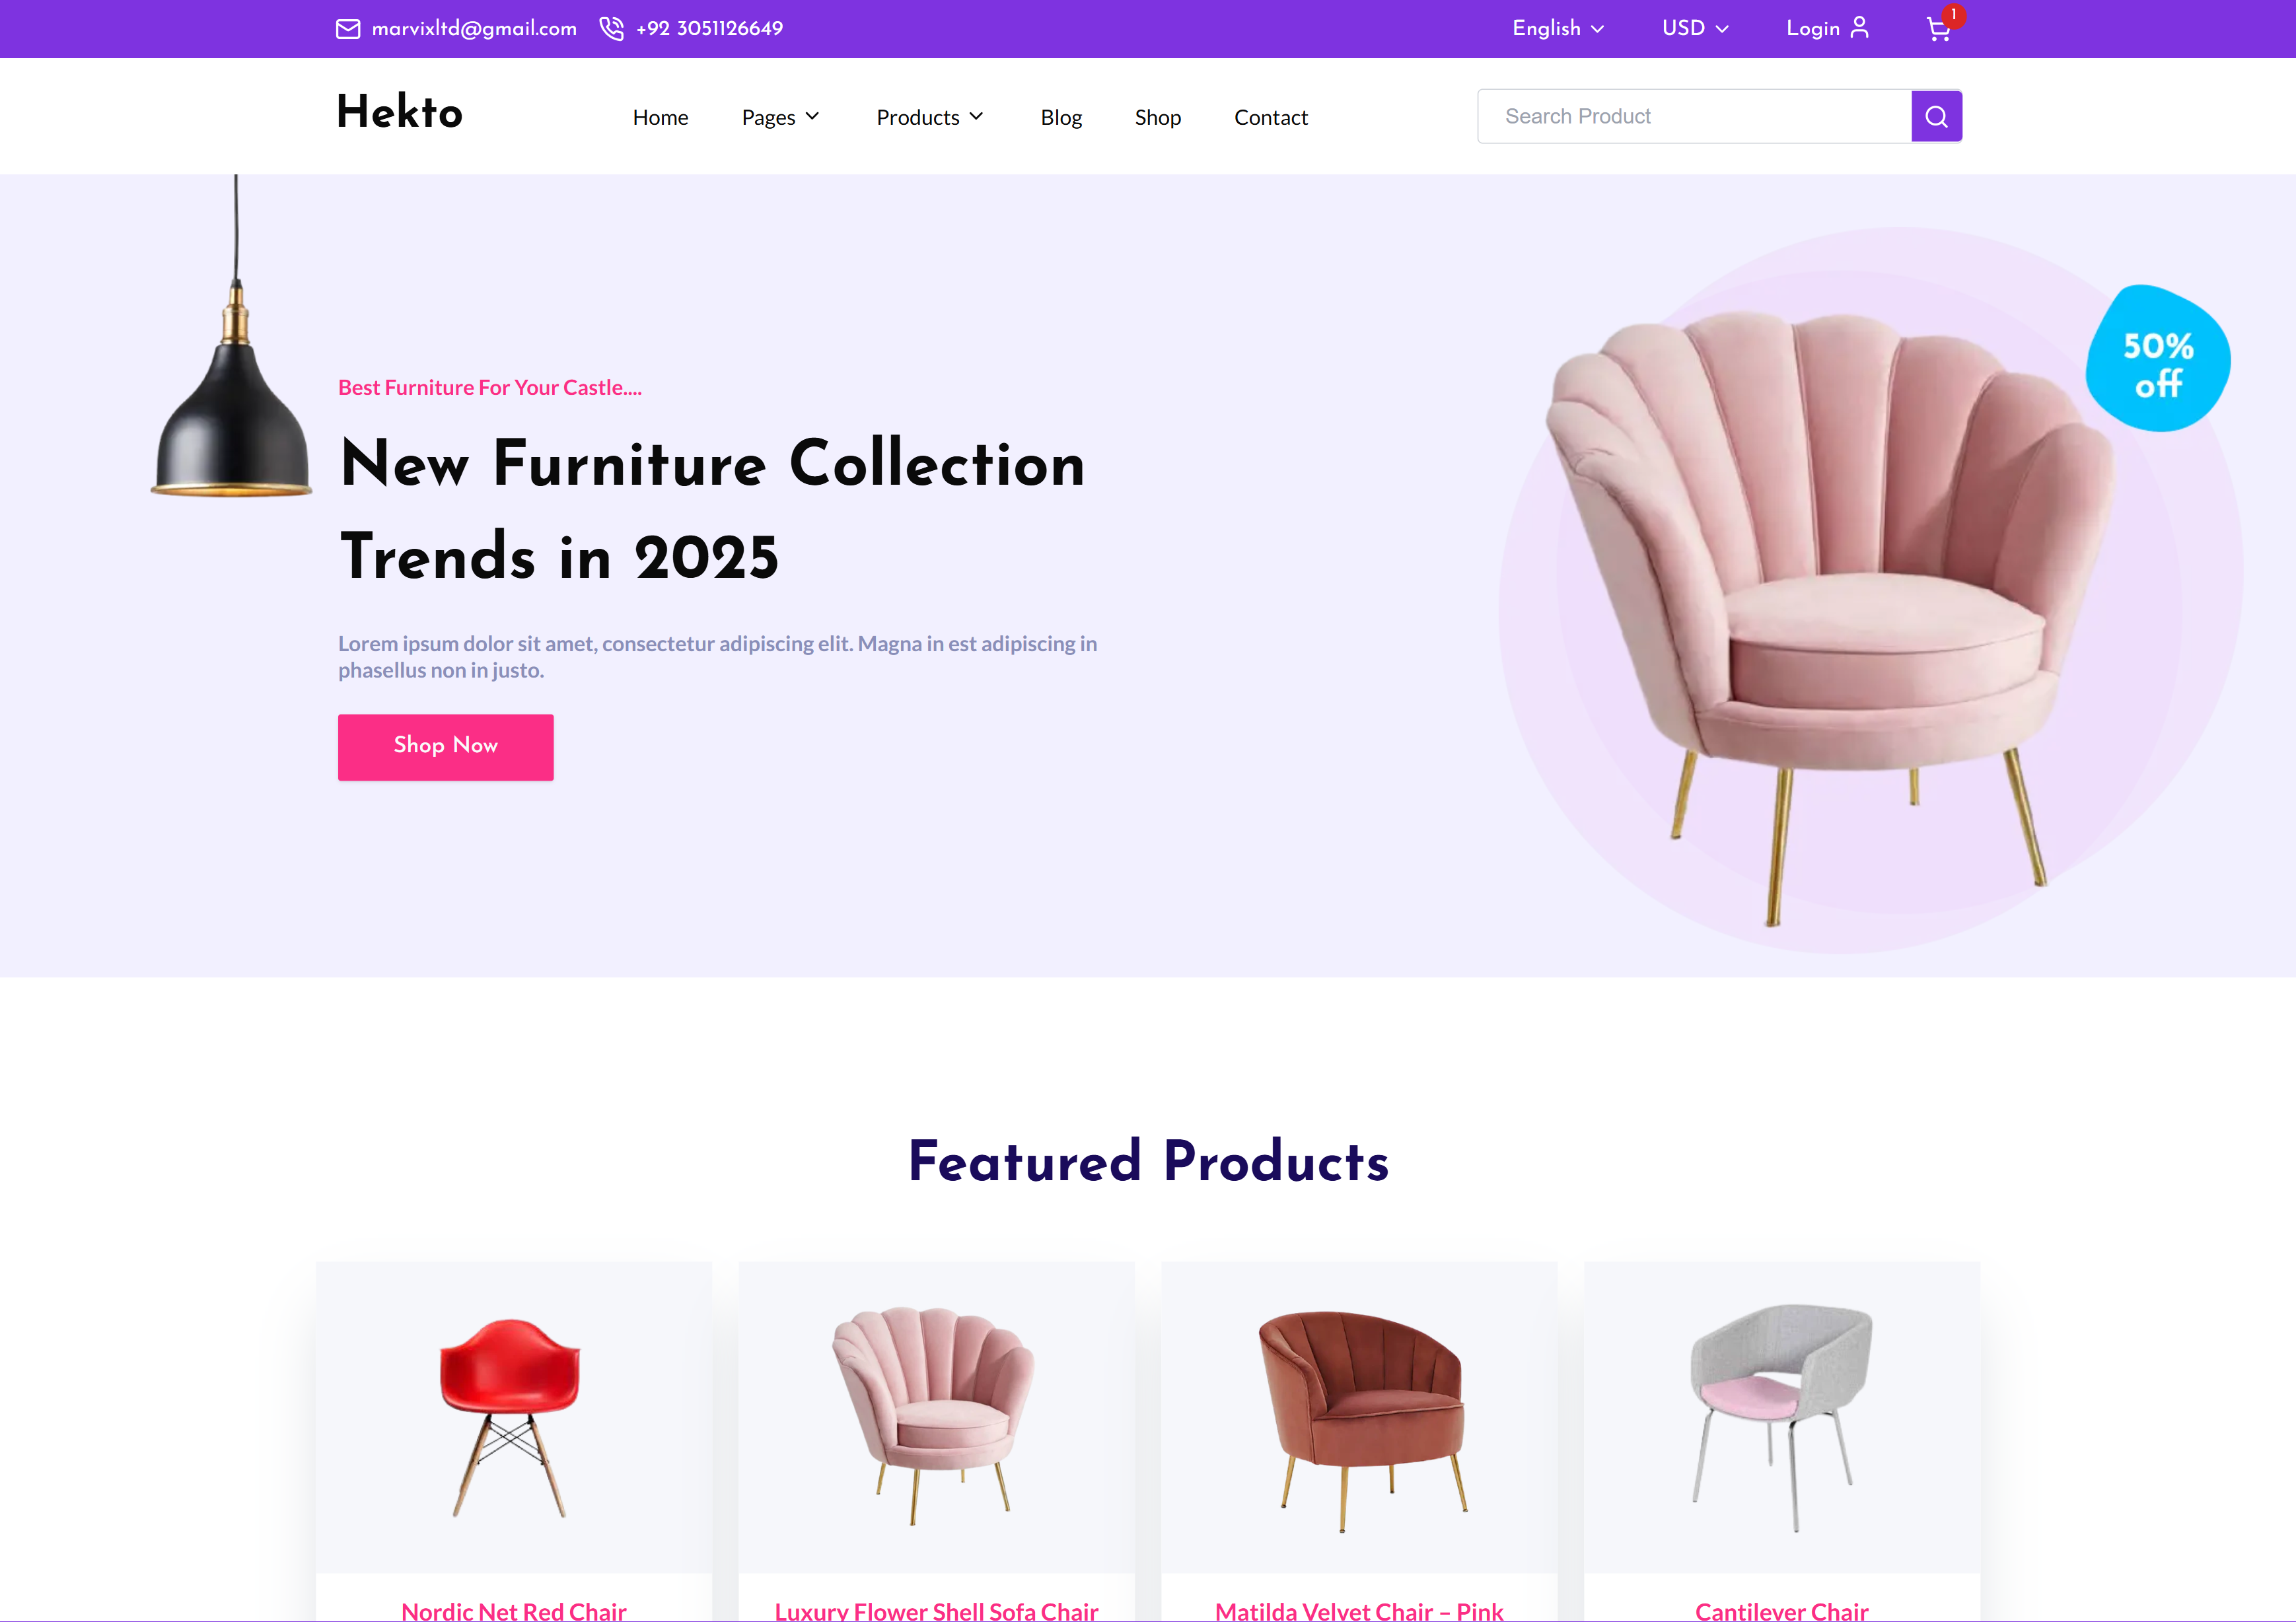 marvixltd@gmail.com +92 3051126649 English USD Login 1
Hekto Home Pages Products Blog Shop Contact Search Product
50%
off
Best Furniture For Your Castle....
New Furniture Collection
Trends in 2025
Lorem ipsum dolor sit amet, consectetur adipiscing elit. Magna in est adipiscing in
phasellus non in justo.
Shop Now
Featured Products
Nordic Net Red Chair Luxury Flower Shell Sofa Chair Matilda Velvet Chair – Pink Cantilever Chair